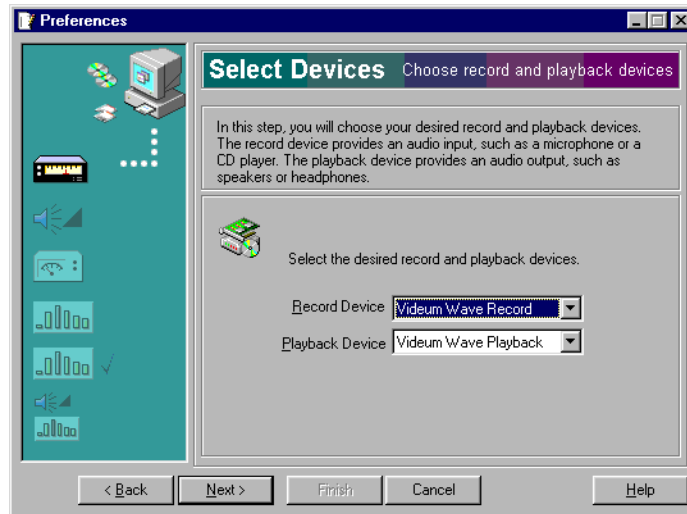 Preferences
Select Devices Choose record and playback devices
In this step, you will choose your desired record and playback devices.
The record device provides an audio input, such as a microphone or a
CD player. The playback device provides an audio output, such as
speakers or headphones.
Select the desired record and playback devices.
Record Device Videum Wave Record
Playback Device Videum Wave Playback
< Back Next > Finish Cancel Help